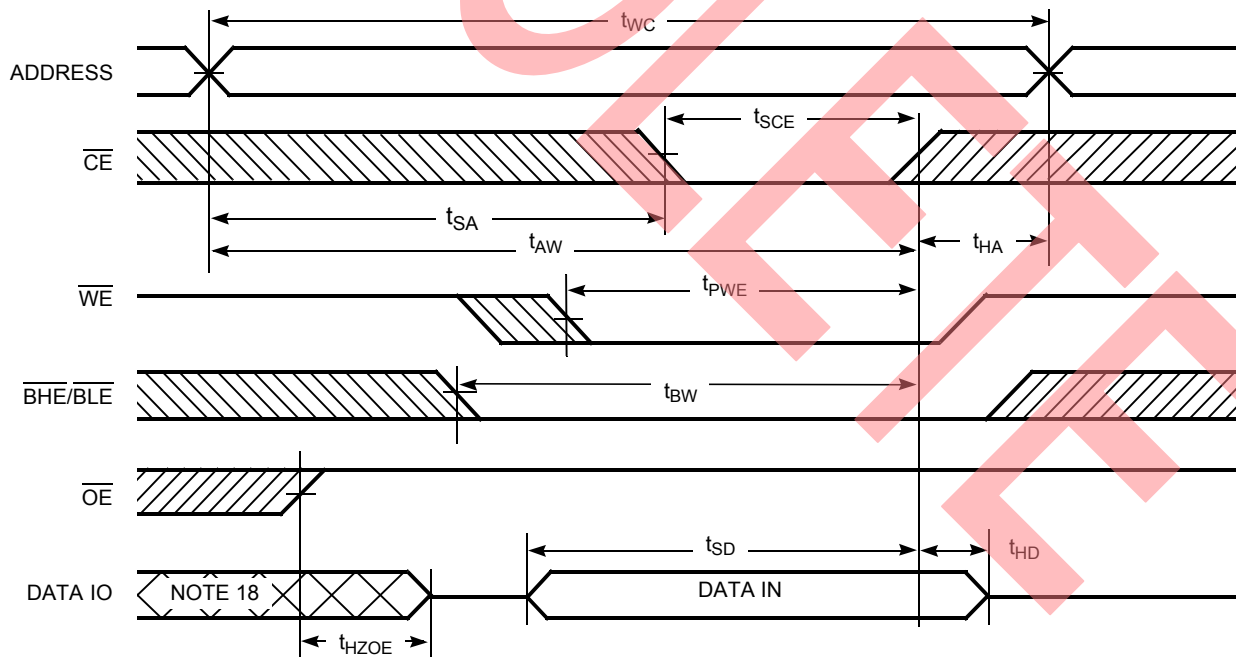 tWC
ADDRESS
tSCE
CE
tSA
tAW
tHA
WE
tPWE
BHE/BLE
tBW
OE
tSD
tHD
DATA IO
NOTE 18
DATA IN
tHZOE